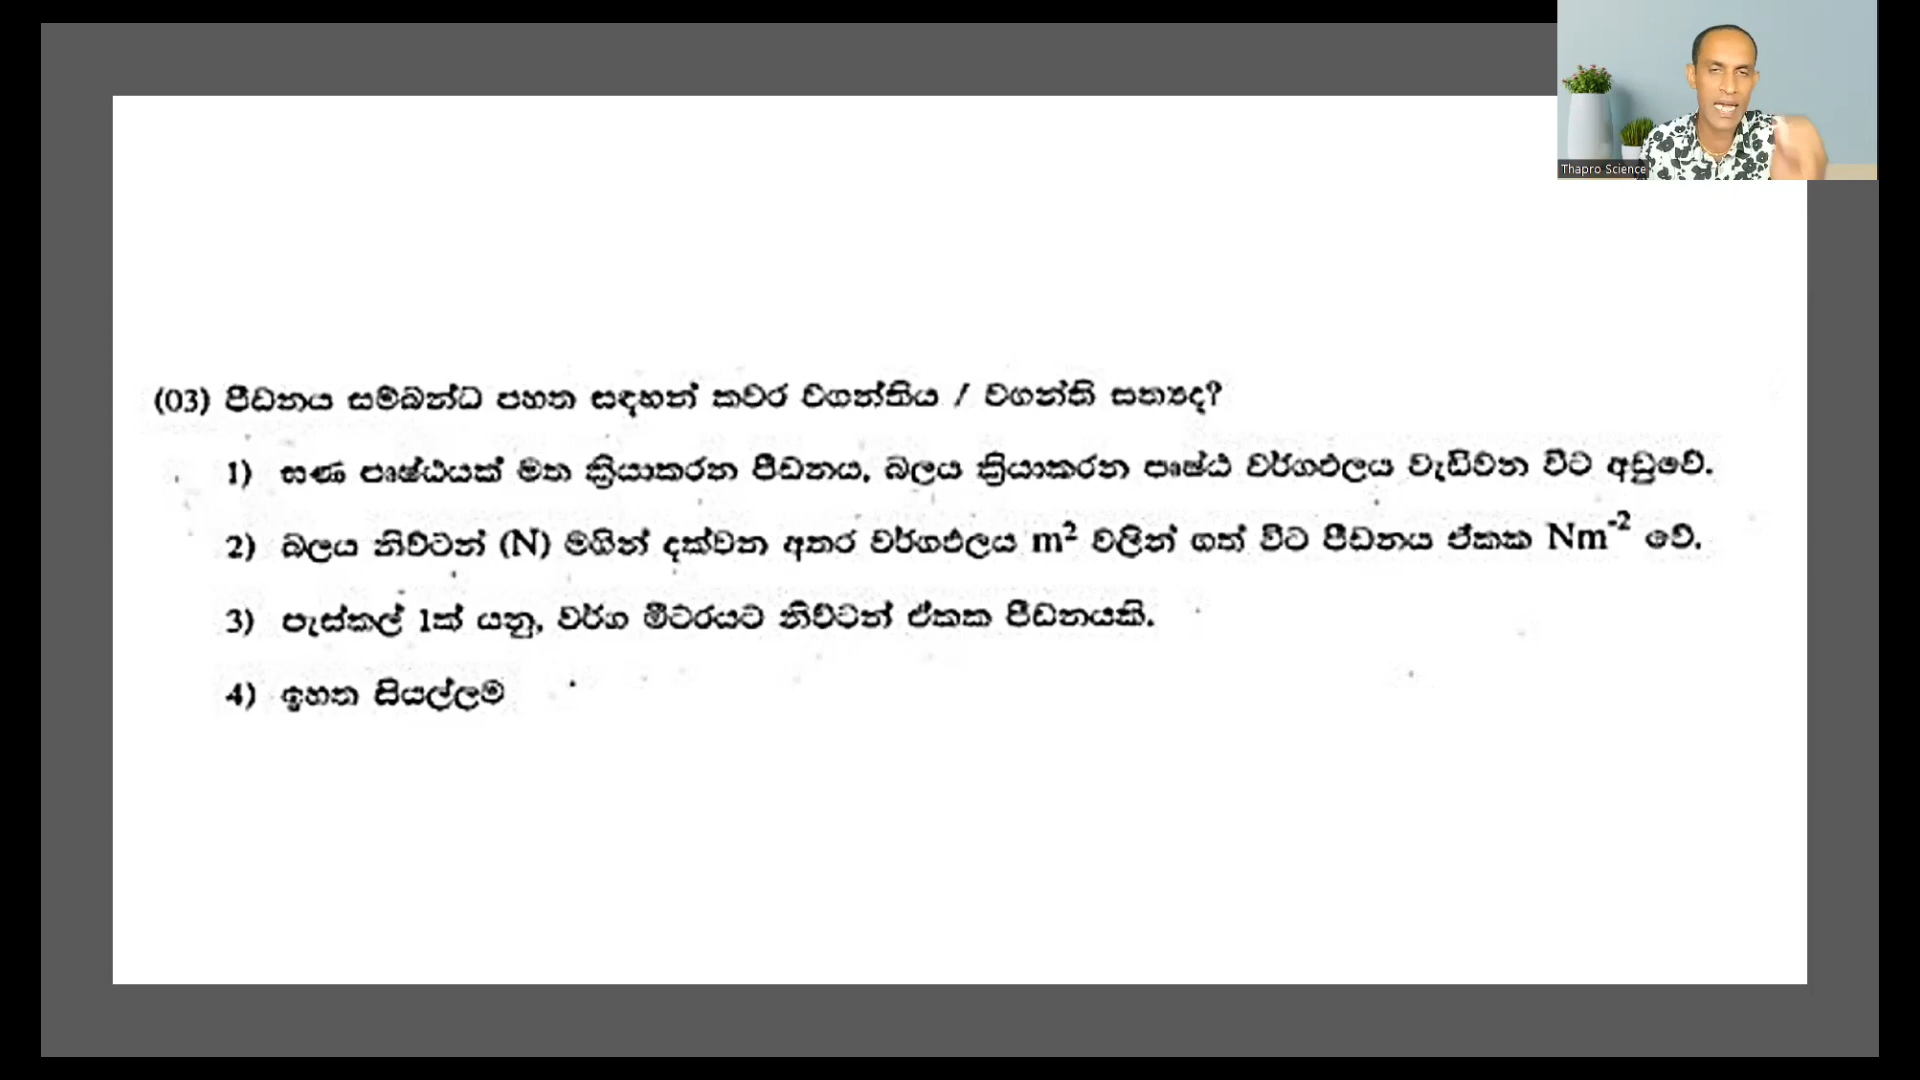 Thapro Science
(03) පීඩනය සම්බන්ධ පහත සඳහන් කවර වගන්තිය / වගන්ති සත්‍යද?
1) ඝණ පෘෂ්ඨයක් මත ක්‍රියාකරන පීඩනය, බලය ක්‍රියාකරන පෘෂ්ඨ වර්ගඵලය වැඩිවන විට අඩුවේ.
2) බලය නිව්ටන් (N) මගින් දක්වන අතර වර්ගඵලය m² වලින් ගත් විට පීඩනය ඒකක Nm⁻² වේ.
3) පැස්කල් 1ක් යනු, වර්ග මීටරයට නිව්ටන් ඒකක පීඩනයකි.
4) ඉහත සියල්ලම